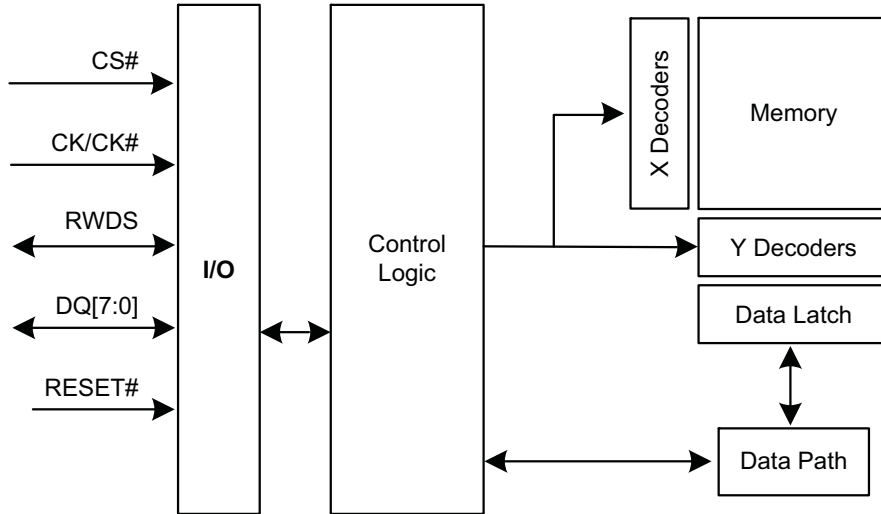 CS#
CK/CK#
RWDS
DQ[7:0]
RESET#
I/O
Control
Logic
X Decoders
Memory
Y Decoders
Data Latch
Data Path